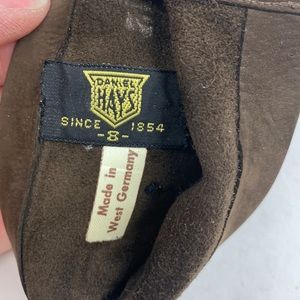 DANIEL
HAYS
SINCE 1854
-8-
Made in
West Germany